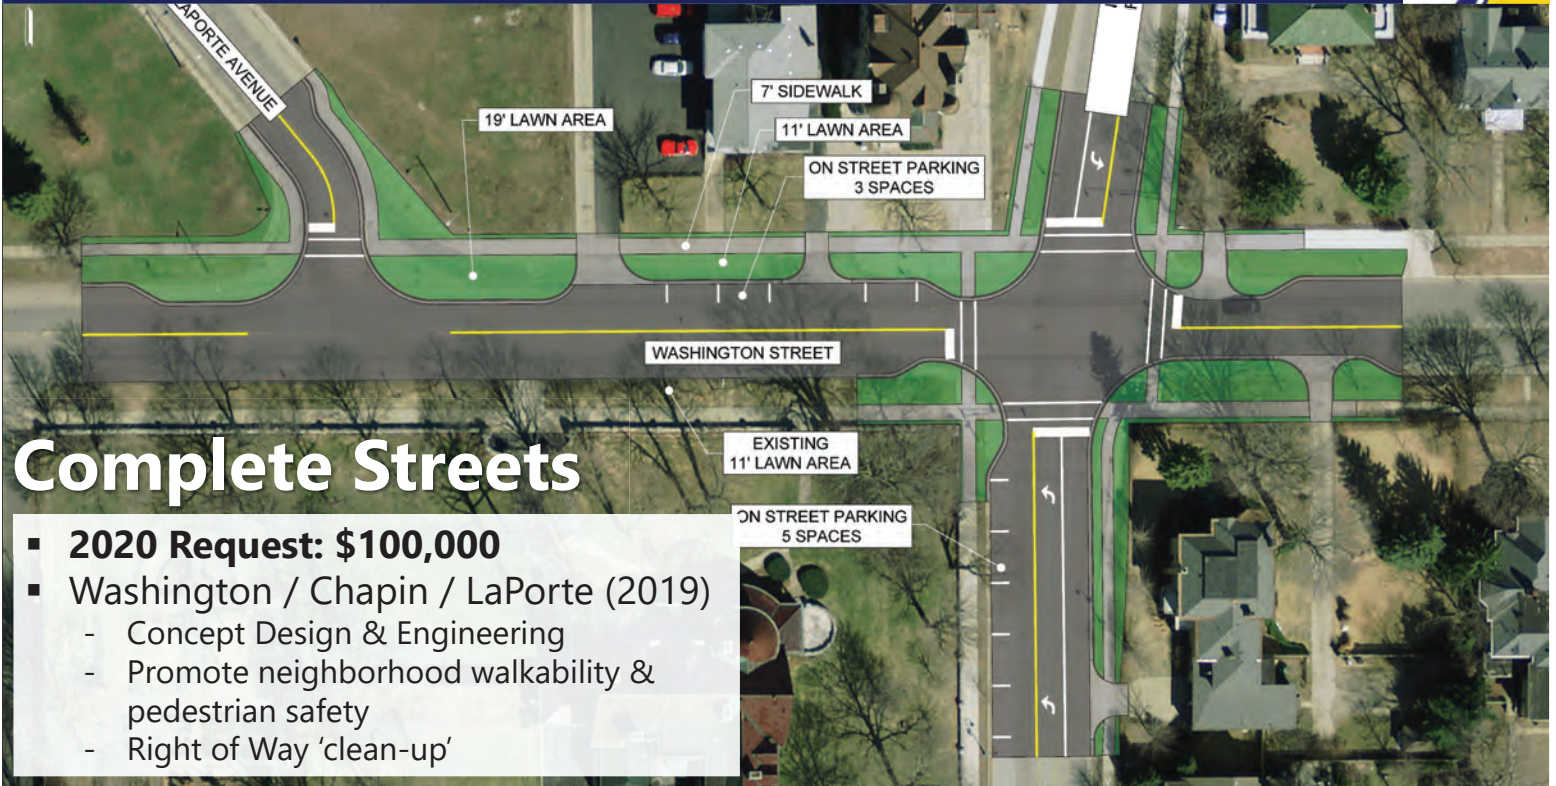 LAPORTE AVENUE
7' SIDEWALK
19' LAWN AREA
11' LAWN AREA
ON STREET PARKING
3 SPACES
WASHINGTON STREET
EXISTING
11' LAWN AREA
ON STREET PARKING
5 SPACES
Complete Streets
▪ 2020 Request: $100,000
▪ Washington / Chapin / LaPorte (2019)
- Concept Design & Engineering
- Promote neighborhood walkability &
pedestrian safety
- Right of Way ‘clean-up’